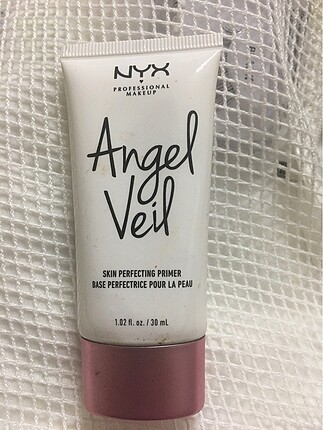 NYX
PROFESSIONAL
MAKEUP
Angel
Veil
SKIN PERFECTING PRIMER
BASE PERFECTRICE POUR LA PEAU
1.02 fl. oz. / 30 mL